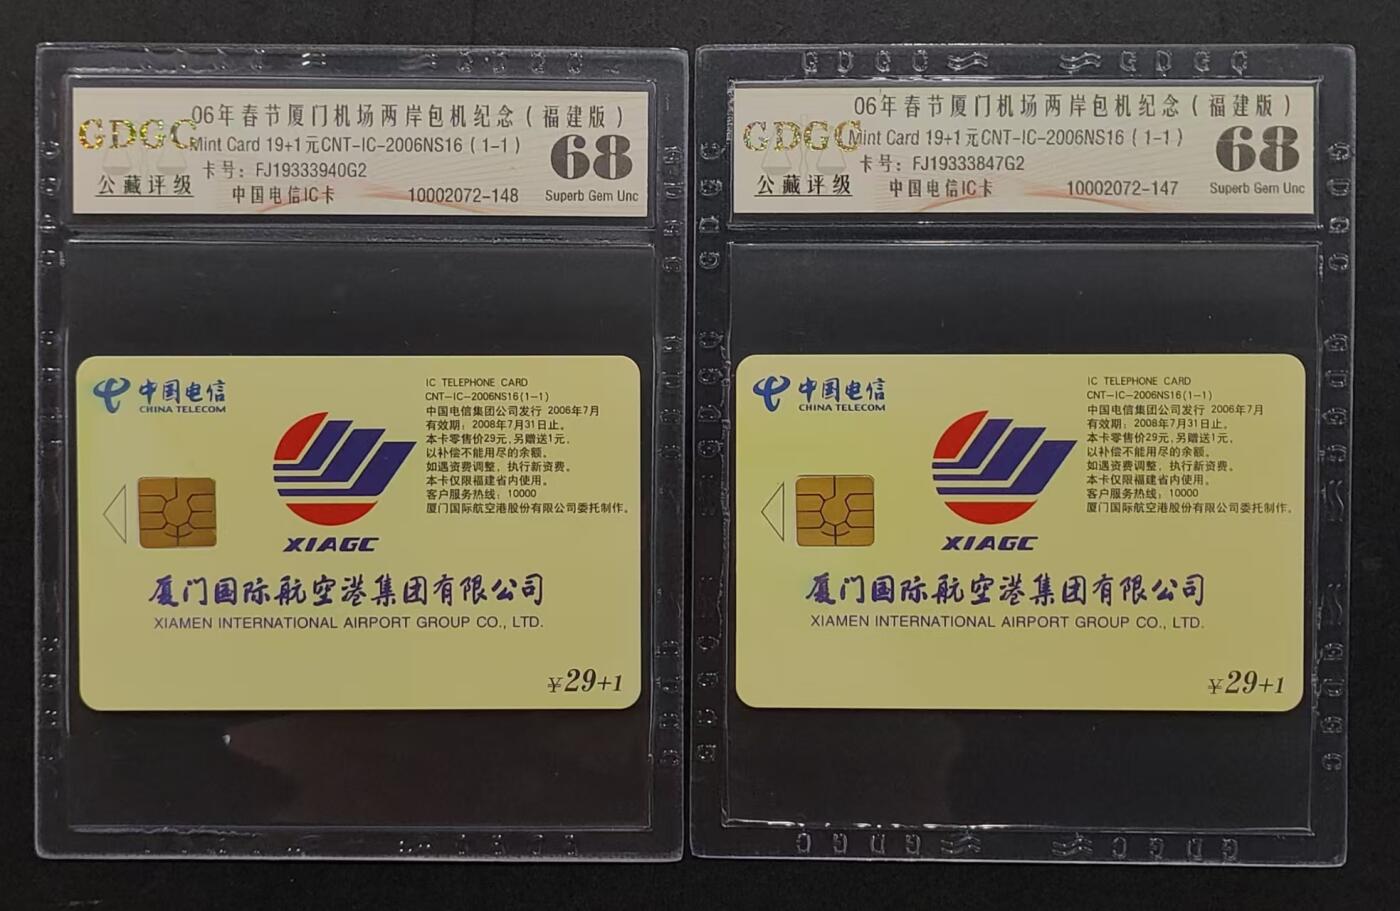 06年春节厦门机场两岸包机纪念(福建版)
GDGC
Mint Card 19+1元CNT-IC-2006NS16(1-1)
68
卡号: FJ19333940G2
公藏评级
中国电信IC卡
10002072-148
Superb Gem Unc
中国电信
CHINA TELECOM
IC TELEPHONE CARD
CNT-IC-2006NS16(1-1)
中国电信集团公司发行 2006年7月
有效期: 2008年7月31日止。
本卡零售价29元,另赠送1元,
以补偿不能用尽的余额。
如遇资费调整, 执行新资费。
本卡仅限福建省内使用。
客户服务热线: 10000
厦门国际航空港股份有限公司委托制作。
XIAGC
厦门国际航空港集团有限公司
XIAMEN INTERNATIONAL AIRPORT GROUP CO., LTD.
¥29+1
06年春节厦门机场两岸包机纪念(福建版)
GDGC
Mint Card 19+1元CNT-IC-2006NS16(1-1)
68
卡号: FJ19333847G2
公藏评级
中国电信IC卡
10002072-147
Superb Gem Unc
中国电信
CHINA TELECOM
IC TELEPHONE CARD
CNT-IC-2006NS16(1-1)
中国电信集团公司发行 2006年7月
有效期: 2008年7月31日止。
本卡零售价29元,另赠送1元,
以补偿不能用尽的余额。
如遇资费调整, 执行新资费。
本卡仅限福建省内使用。
客户服务热线: 10000
厦门国际航空港股份有限公司委托制作。
XIAGC
厦门国际航空港集团有限公司
XIAMEN INTERNATIONAL AIRPORT GROUP CO., LTD.
¥29+1